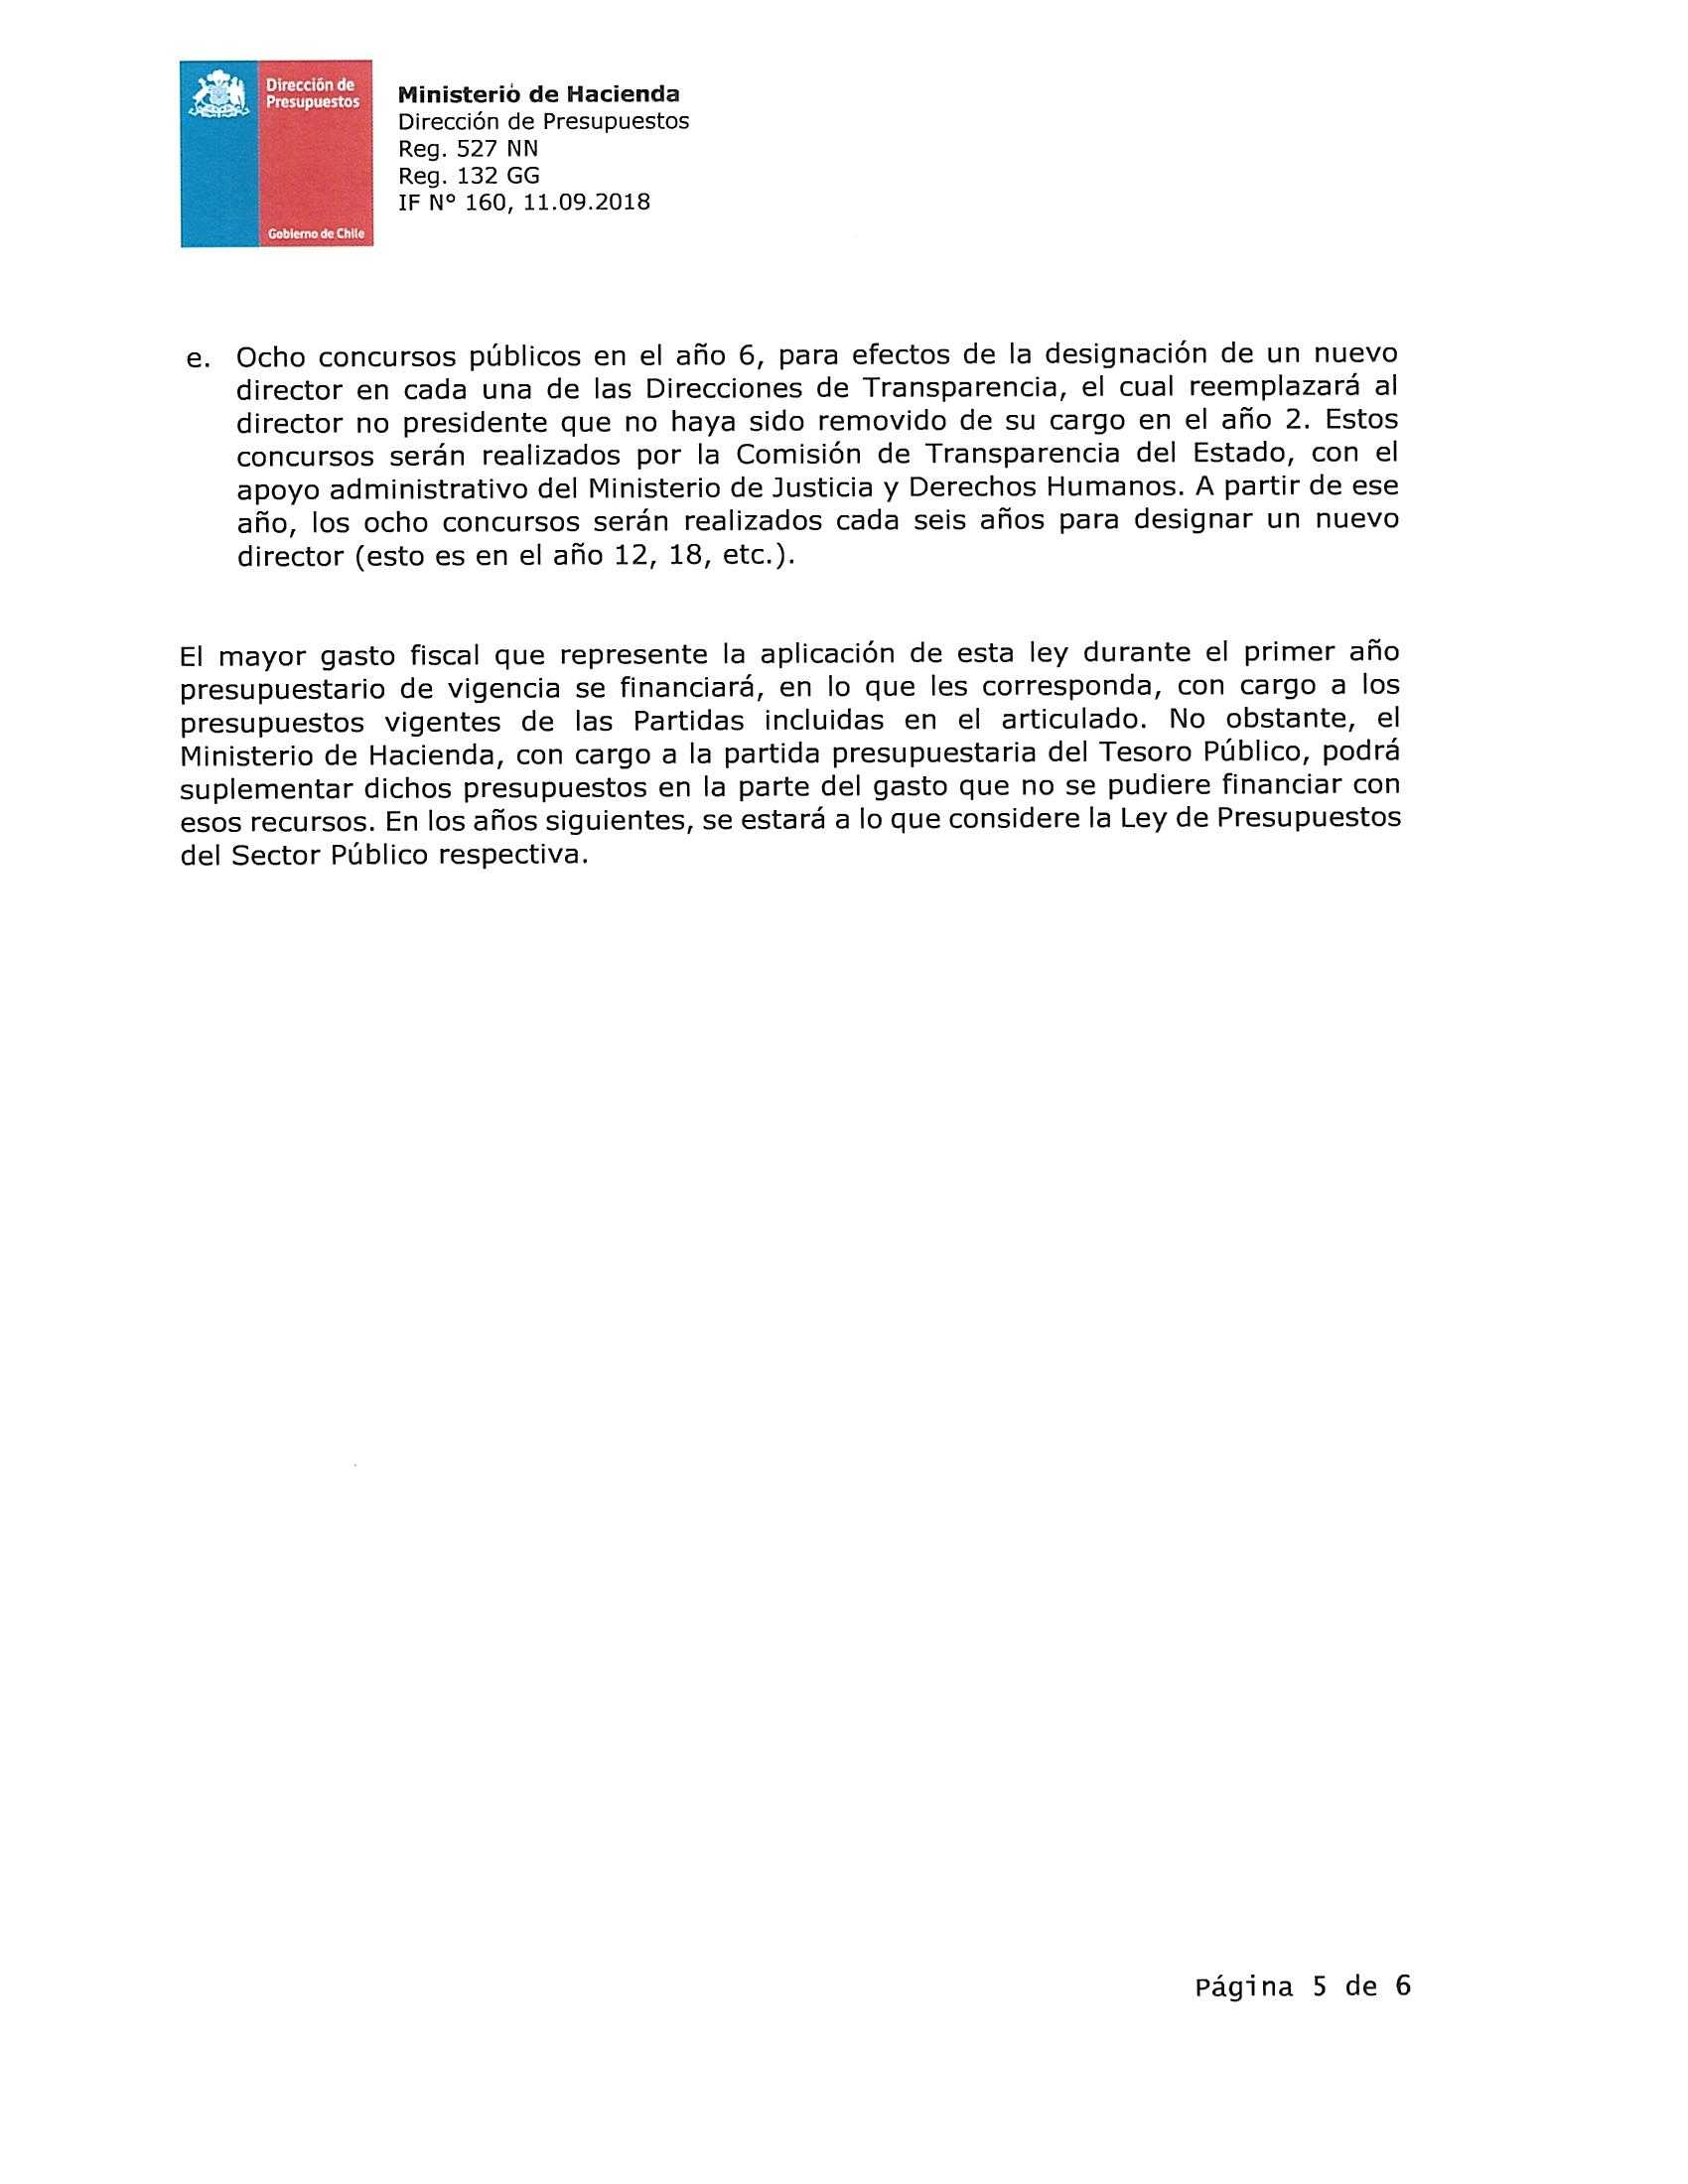 Dirección de
Presupuestos
Gobierno de Chile
Ministerio de Hacienda
Dirección de Presupuestos
Reg. 527 NN
Reg. 132 GG
IF N° 160, 11.09.2018
e. Ocho concursos públicos en el año 6, para efectos de la designación de un nuevo
director en cada una de las Direcciones de Transparencia, el cual reemplazará al
director no presidente que no haya sido removido de su cargo en el año 2. Estos
concursos serán realizados por la Comisión de Transparencia del Estado, con el
apoyo administrativo del Ministerio de Justicia y Derechos Humanos. A partir de ese
año, los ocho concursos serán realizados cada seis años para designar un nuevo
director (esto es en el año 12, 18, etc.).
El mayor gasto fiscal que represente la aplicación de esta ley durante el primer año
presupuestario de vigencia se financiará, en lo que les corresponda, con cargo a los
presupuestos vigentes de las Partidas incluidas en el articulado. No obstante, el
Ministerio de Hacienda, con cargo a la partida presupuestaria del Tesoro Público, podrá
suplementar dichos presupuestos en la parte del gasto que no se pudiere financiar con
esos recursos. En los años siguientes, se estará a lo que considere la Ley de Presupuestos
del Sector Público respectiva.
Página 5 de 6